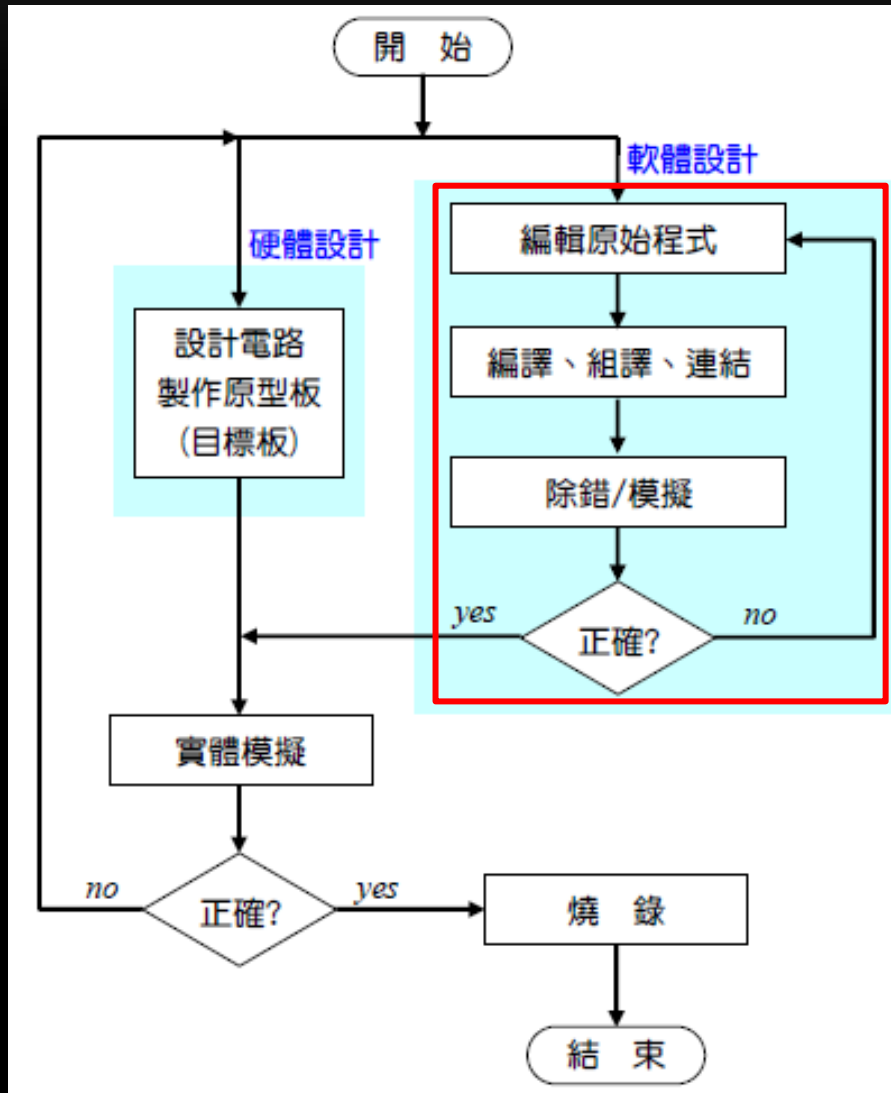 開 始
軟體設計
硬體設計
編輯原始程式
設計電路
製作原型板
(目標板)
編譯、組譯、連結
除錯/模擬
yes
正確?
no
實體模擬
no
正確?
yes
燒 錄
結 束